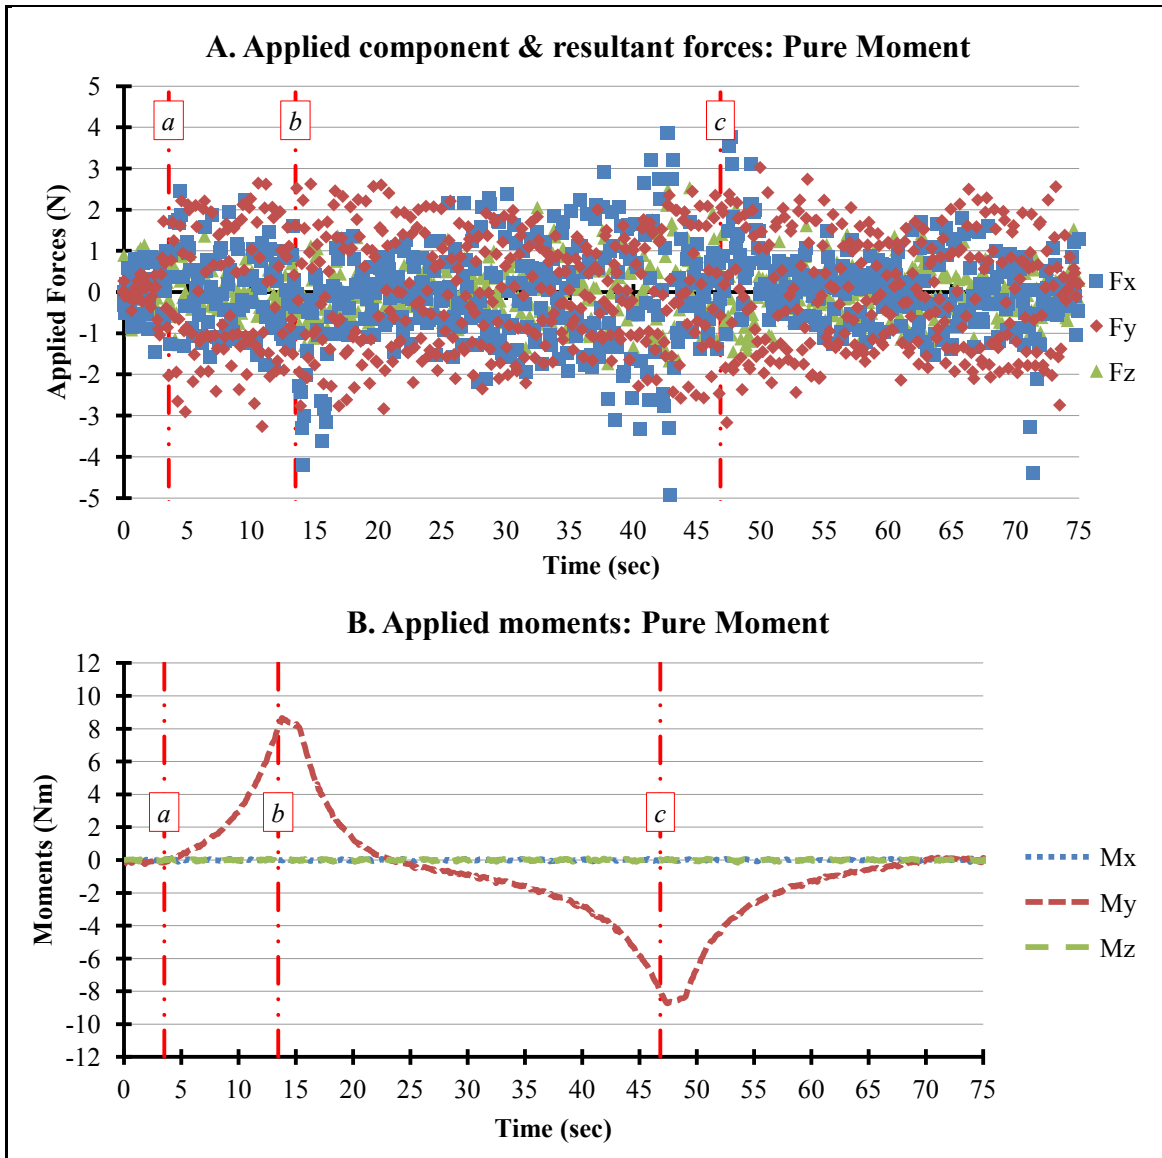 A. Applied component & resultant forces: Pure Moment
5
4
3
2
1
0
-1
-2
-3
-4
-5
Applied Forces (N)
a
b
c
0 5 10 15 20 25 30 35 40 45 50 55 60 65 70 75
Time (sec)
Fx
Fy
Fz
B. Applied moments: Pure Moment
12
10
8
6
4
2
0
-2
-4
-6
-8
-10
-12
Moments (Nm)
a
b
c
0 5 10 15 20 25 30 35 40 45 50 55 60 65 70 75
Time (sec)
Mx
My
Mz